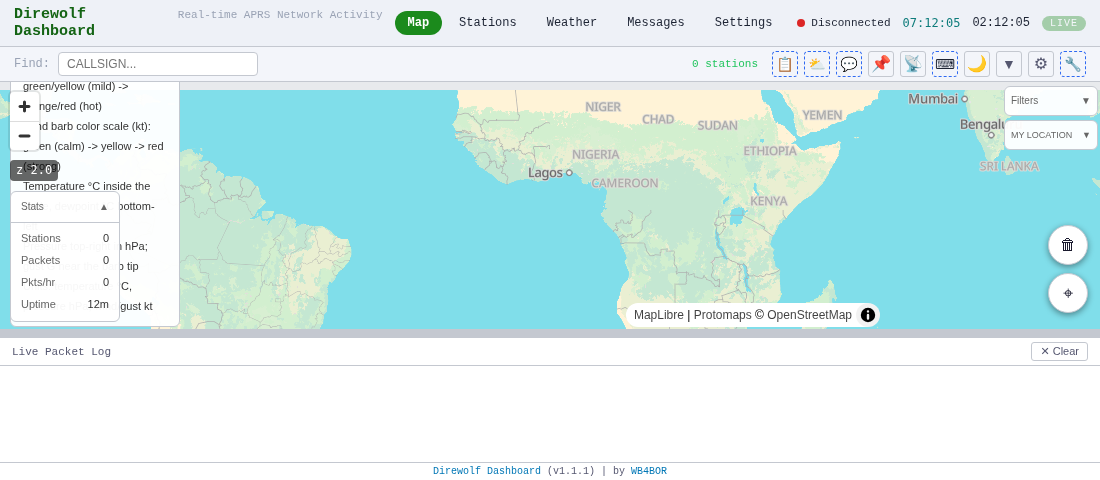 Direwolf Dashboard
Real-time APRS Network Activity
Map
Stations
Weather
Messages
Settings
Disconnected
07:12:05
02:12:05
LIVE
Find:
CALLSIGN...
0 stations
green/yellow (mild) ->
/red (hot)
barb color scale (kt):
(calm) -> yellow -> red
z 2.0
Temperature °C inside the
bottom-
hPa;
tip
°C,
gust kt
Stats ▲
Stations 0
Packets 0
Pkts/hr 0
Uptime 12m
NIGER
CHAD
SUDAN
YEMEN
NIGERIA
ETHIOPIA
Lagos
CAMEROON
KENYA
Mumbai
SRI LANKA
Filters ▼
MY LOCATION ▼
MapLibre | Protomaps © OpenStreetMap
Live Packet Log
✕ Clear
Direwolf Dashboard (v1.1.1) | by WB4BOR